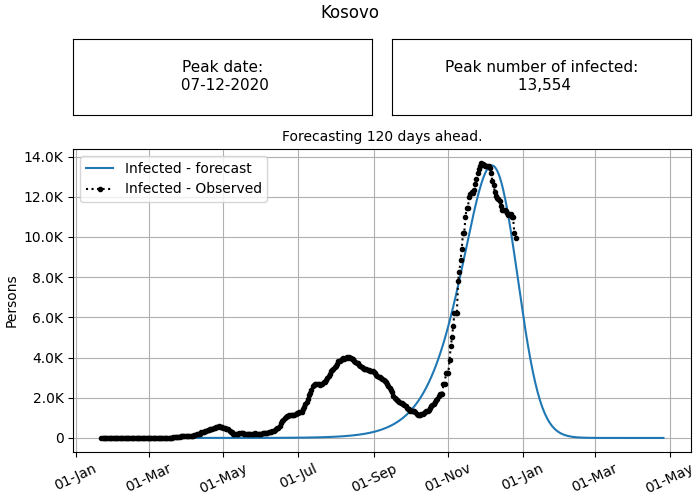 Kosovo
Peak date:
07-12-2020
Peak number of infected:
13,554
Forecasting 120 days ahead.
Infected - forecast
Infected - Observed
Persons
14.0K
12.0K
10.0K
8.0K
6.0K
4.0K
2.0K
0
01-Jan
01-Mar
01-May
01-Jul
01-Sep
01-Nov
01-Jan
01-Mar
01-May